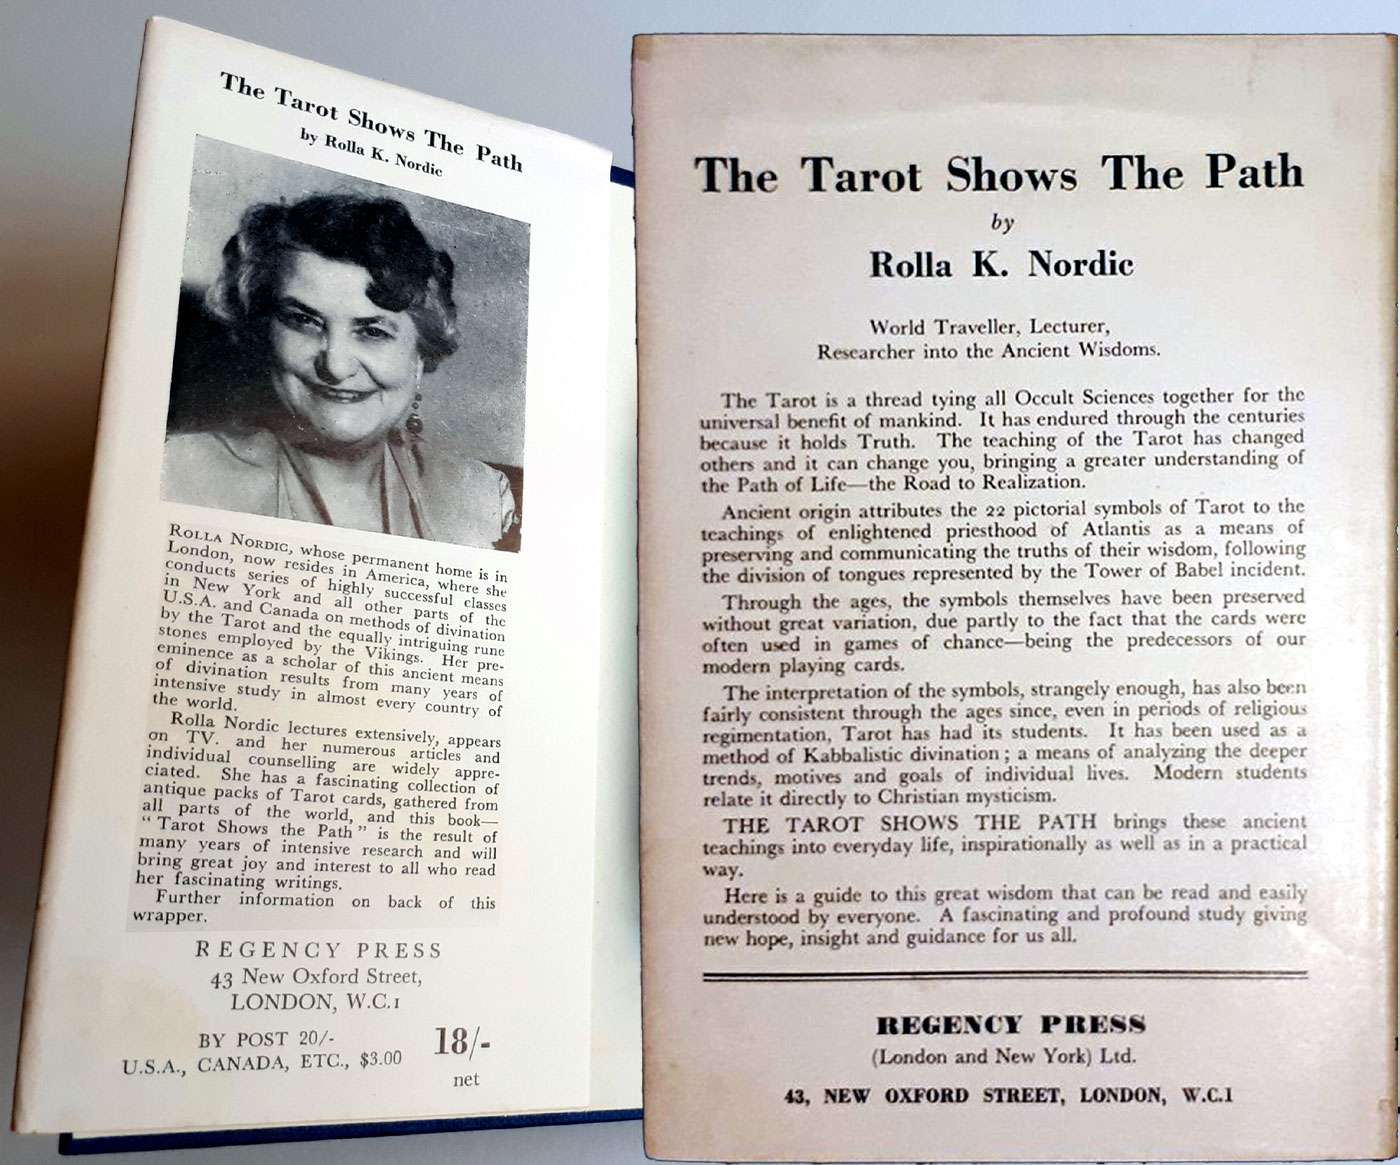 The Tarot Shows The Path
by Rolla K. Nordic
ROLLA NORDIC, whose permanent home is in
London, now resides in America, where she
conducts series of highly successful classes
in New York and all other parts of the
U.S.A. and Canada on methods of divination
by the Tarot and the equally intriguing rune
stones employed by the Vikings. Her pre-
eminence as a scholar of this ancient means
of divination results from many years of
intensive study in almost every country of
the world.
Rolla Nordic lectures extensively, appears
on TV. and her numerous articles and
individual counselling are widely appre-
ciated. She has a fascinating collection of
antique packs of Tarot cards, gathered from
all parts of the world, and this book—
“Tarot Shows the Path” is the result of
many years of intensive research and will
bring great joy and interest to all who read
her fascinating writings.
Further information on back of this
wrapper.
REGENCY PRESS
43 New Oxford Street,
LONDON, W.C.1
BY POST 20/-
U.S.A., CANADA, ETC., $3.00
18/-
net
The Tarot Shows The Path
by
Rolla K. Nordic
World Traveller, Lecturer,
Researcher into the Ancient Wisdoms.
The Tarot is a thread tying all Occult Sciences together for the
universal benefit of mankind. It has endured through the centuries
because it holds Truth. The teaching of the Tarot has changed
others and it can change you, bringing a greater understanding of
the Path of Life—the Road to Realization.
Ancient origin attributes the 22 pictorial symbols of Tarot to the
teachings of enlightened priesthood of Atlantis as a means of
preserving and communicating the truths of their wisdom, following
the division of tongues represented by the Tower of Babel incident.
Through the ages, the symbols themselves have been preserved
without great variation, due partly to the fact that the cards were
often used in games of chance—being the predecessors of our
modern playing cards.
The interpretation of the symbols, strangely enough, has also been
fairly consistent through the ages since, even in periods of religious
regimentation, Tarot has had its students. It has been used as a
method of Kabbalistic divination; a means of analyzing the deeper
trends, motives and goals of individual lives. Modern students
relate it directly to Christian mysticism.
THE TAROT SHOWS THE PATH brings these ancient
teachings into everyday life, inspirationally as well as in a practical
way.
Here is a guide to this great wisdom that can be read and easily
understood by everyone. A fascinating and profound study giving
new hope, insight and guidance for us all.
REGENCY PRESS
(London and New York) Ltd.
43, NEW OXFORD STREET, LONDON, W.C.1